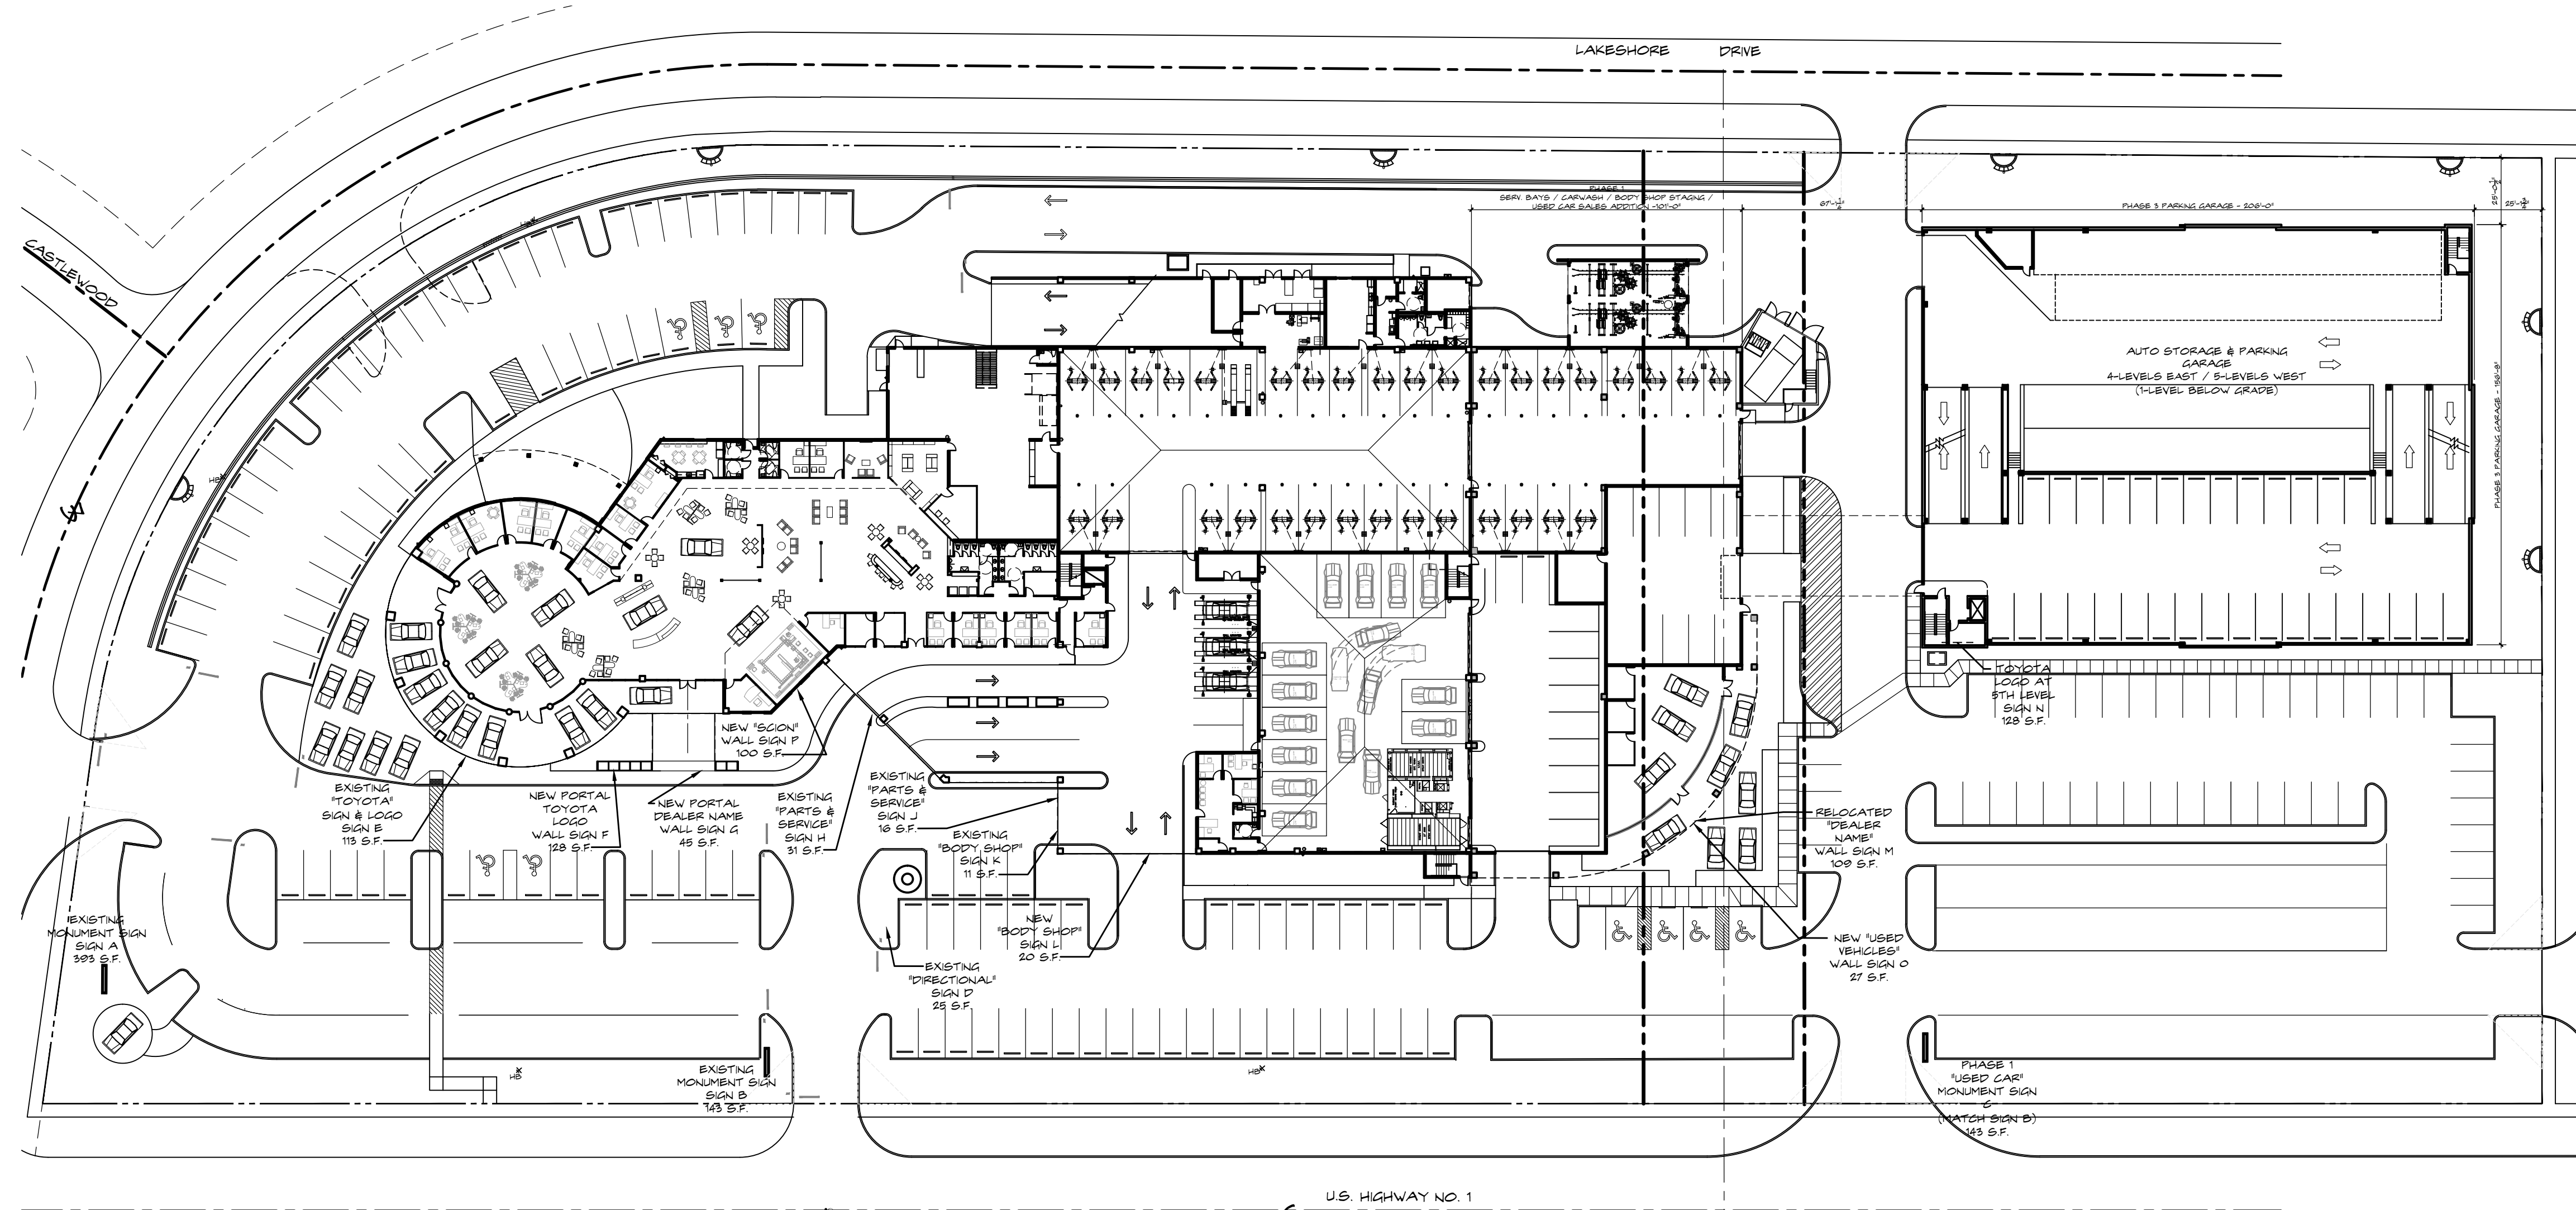 LAKESHORE DRIVE
CASTLEWOOD
PHASE 1
SERV. BAYS / CARWASH / BODY SHOP STAGING /
USED CAR SALES ADDITION -101'-0"
PHASE 3 PARKING GARAGE - 206'-0"
AUTO STORAGE & PARKING
GARAGE
4-LEVELS EAST / 5-LEVELS WEST
(1-LEVEL BELOW GRADE)
TOYOTA
LOGO AT
5TH LEVEL
SIGN N
128 S.F.
NEW "SCION"
WALL SIGN P
100 S.F.
EXISTING
"TOYOTA"
SIGN & LOGO
SIGN E
113 S.F.
NEW PORTAL
TOYOTA
LOGO
WALL SIGN F
128 S.F.
NEW PORTAL
DEALER NAME
WALL SIGN G
45 S.F.
EXISTING
"PARTS &
SERVICE"
SIGN H
31 S.F.
EXISTING
"PARTS &
SERVICE"
SIGN J
16 S.F.
EXISTING
"BODY SHOP"
SIGN K
11 S.F.
RELOCATED
"DEALER
NAME"
WALL SIGN M
109 S.F.
EXISTING
MONUMENT SIGN
SIGN A
393 S.F.
NEW
"BODY SHOP"
SIGN L
20 S.F.
EXISTING
"DIRECTIONAL"
SIGN D
25 S.F.
NEW "USED
VEHICLES"
WALL SIGN O
27 S.F.
EXISTING
MONUMENT SIGN
SIGN B
143 S.F.
HB
HB
PHASE 1
"USED CAR"
MONUMENT SIGN
C
(MATCH SIGN B)
143 S.F.
U.S. HIGHWAY NO. 1